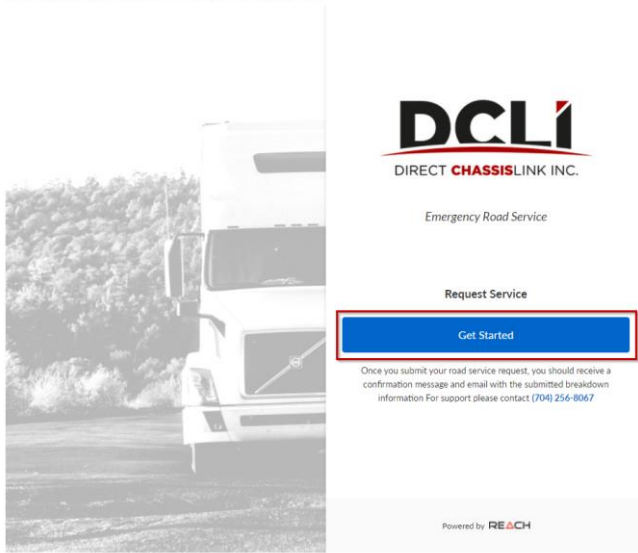 DCLI
DIRECT CHASSISLINK INC.
Emergency Road Service
Request Service
Get Started
Once you submit your road service request, you should receive a
confirmation message and email with the submitted breakdown
information For support please contact (704) 256-8067
Powered by REACH